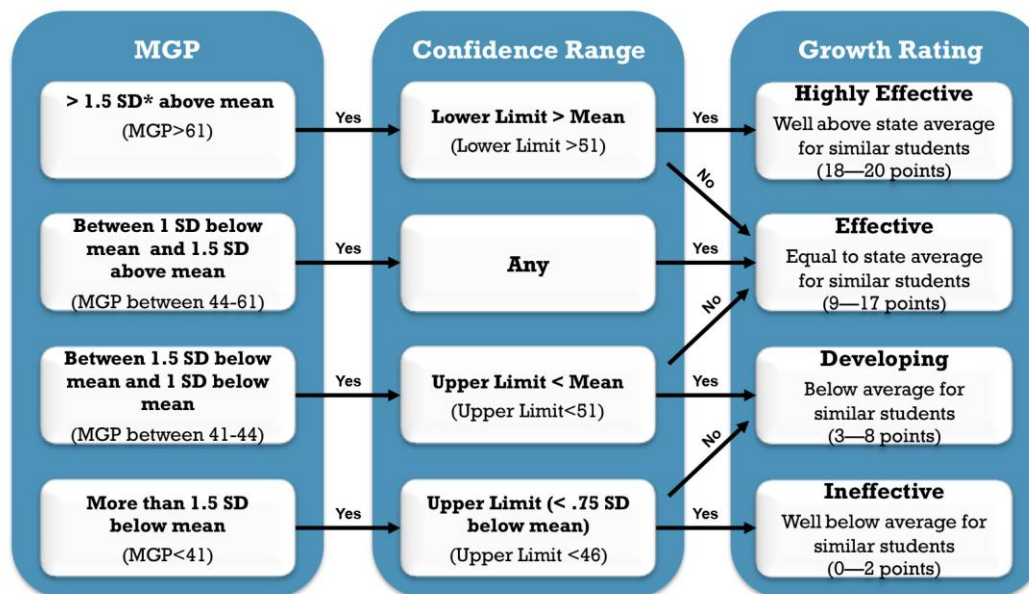 MGP
> 1.5 SD* above mean
(MGP>61)
Between 1 SD below
mean and 1.5 SD
above mean
(MGP between 44-61)
Between 1.5 SD below
mean and 1 SD below
mean
(MGP between 41-44)
More than 1.5 SD
below mean
(MGP<41)
Yes
Yes
Yes
Yes
Confidence Range
Lower Limit > Mean
(Lower Limit >51)
Any
Upper Limit < Mean
(Upper Limit<51)
Upper Limit (< .75 SD
below mean)
(Upper Limit <46)
Yes
No
Yes
No
Yes
No
Yes
Growth Rating
Highly Effective
Well above state average
for similar students
(18—20 points)
Effective
Equal to state average
for similar students
(9—17 points)
Developing
Below average for
similar students
(3—8 points)
Ineffective
Well below average for
similar students
(0—2 points)